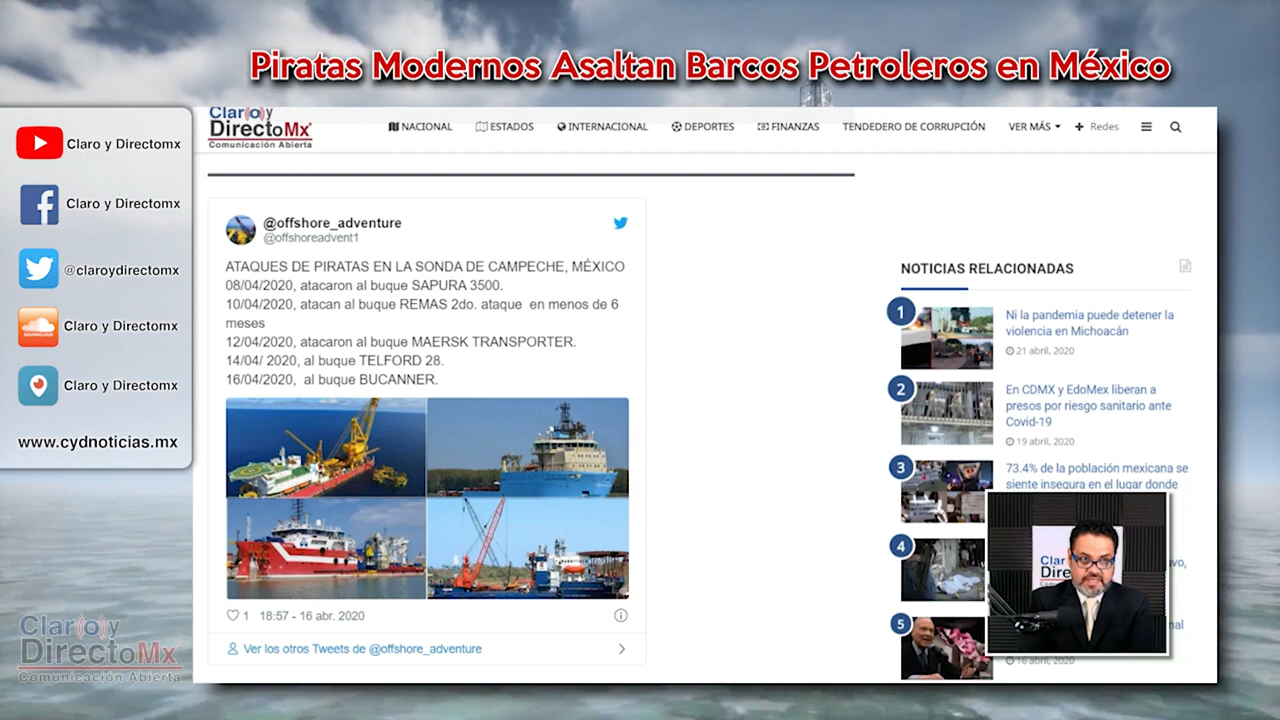 Piratas Modernos Asaltan Barcos Petroleros en México
Claro y Directomx
Claro y Directomx
@claroydirectomx
SOUNDCLOUD
Claro y Directomx
Claro y Directomx
www.cydnoticias.mx
Claro y
DirectoMx
Comunicación Abierta
NACIONAL ESTADOS INTERNACIONAL DEPORTES FINANZAS TENDEDERO DE CORRUPCIÓN VER MÁS Redes
@offshore_adventure
@offshoreadvent1
ATAQUES DE PIRATAS EN LA SONDA DE CAMPECHE, MÉXICO
08/04/2020, atacaron al buque SAPURA 3500.
10/04/2020, atacan al buque REMAS 2do. ataque en menos de 6
meses
12/04/2020, atacaron al buque MAERSK TRANSPORTER.
14/04/ 2020, al buque TELFORD 28.
16/04/2020, al buque BUCANNER.
1 18:57 - 16 abr. 2020
Ver los otros Tweets de @offshore_adventure
NOTICIAS RELACIONADAS
1
Ni la pandemia puede detener la
violencia en Michoacán
21 abril, 2020
2
En CDMX y EdoMex liberan a
presos por riesgo sanitario ante
Covid-19
19 abril, 2020
3
73.4% de la población mexicana se
siente insegura en el lugar donde
4
5
16 abril, 2020
Claro y
DirectoMx
Comunicación Abierta